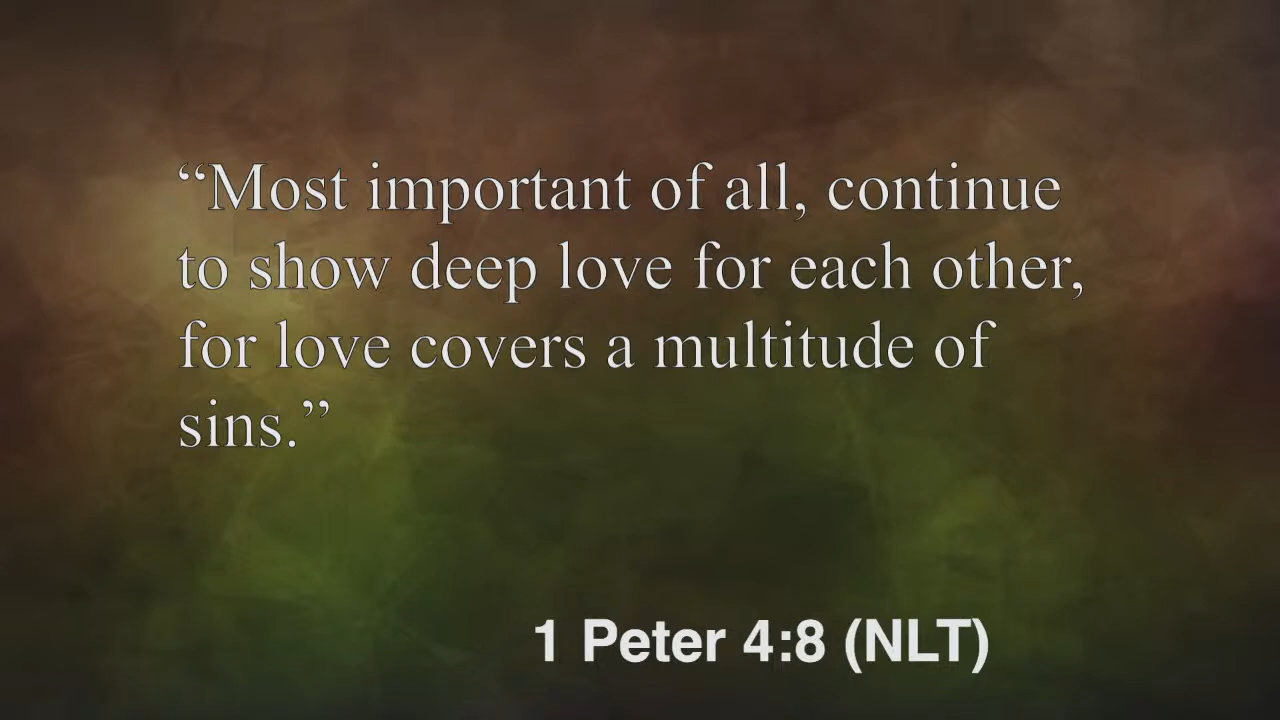 “Most important of all, continue
to show deep love for each other,
for love covers a multitude of
sins.”
1 Peter 4:8 (NLT)